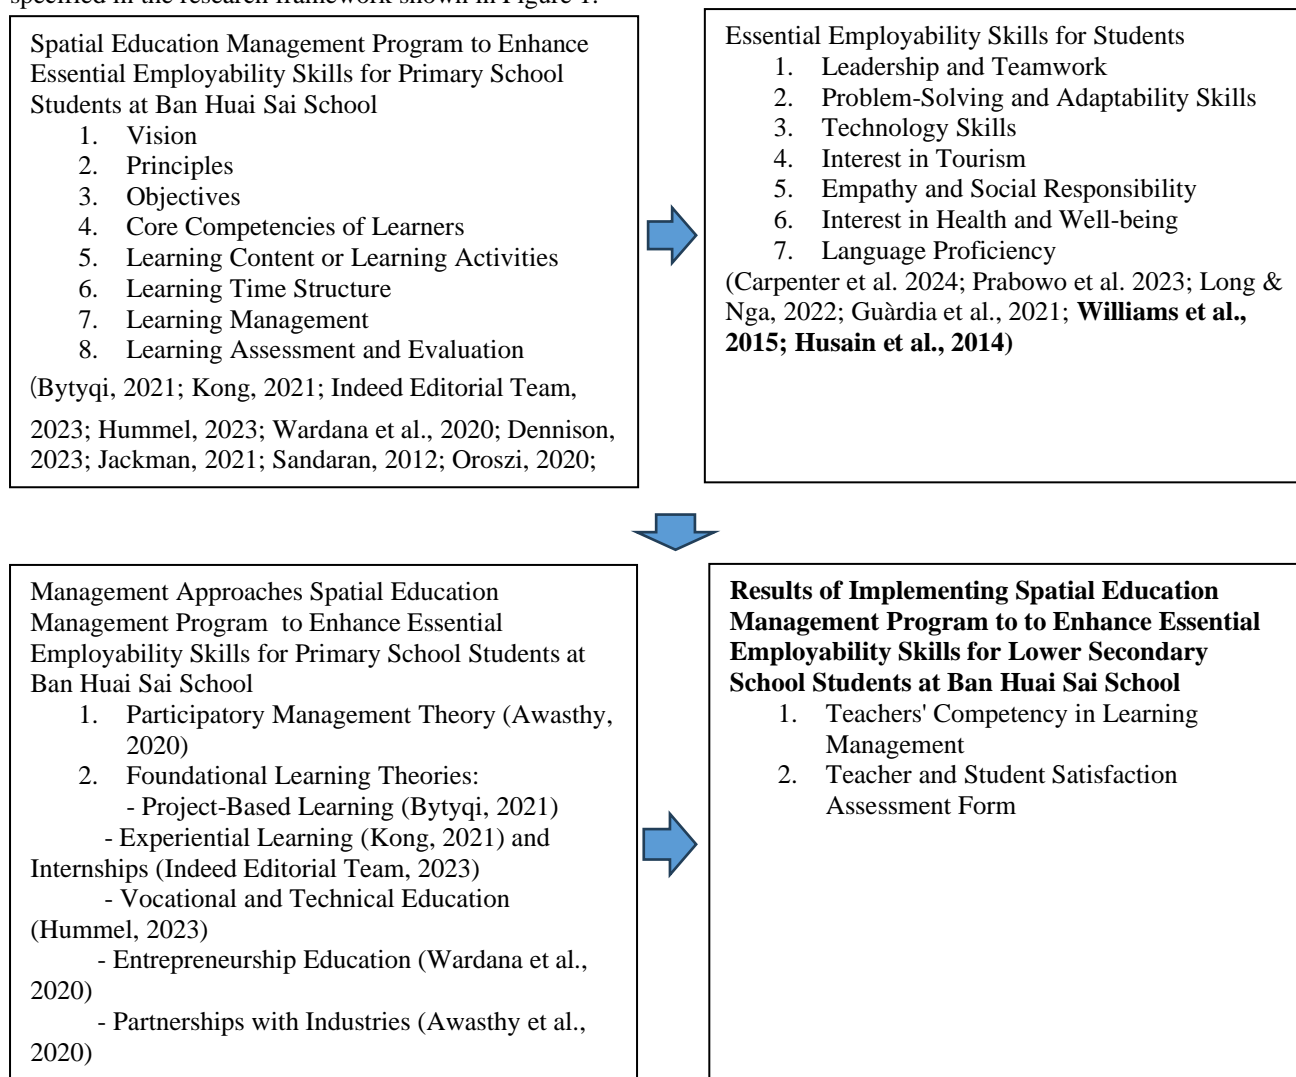 specified in the research framework shown in Figure 1.
Spatial Education Management Program to Enhance
Essential Employability Skills for Primary School
Students at Ban Huai Sai School
1. Vision
2. Principles
3. Objectives
4. Core Competencies of Learners
5. Learning Content or Learning Activities
6. Learning Time Structure
7. Learning Management
8. Learning Assessment and Evaluation
(Bytyqi, 2021; Kong, 2021; Indeed Editorial Team,
2023; Hummel, 2023; Wardana et al., 2020; Dennison,
2023; Jackman, 2021; Sandaran, 2012; Oroszi, 2020;
Essential Employability Skills for Students
1. Leadership and Teamwork
2. Problem-Solving and Adaptability Skills
3. Technology Skills
4. Interest in Tourism
5. Empathy and Social Responsibility
6. Interest in Health and Well-being
7. Language Proficiency
(Carpenter et al. 2024; Prabowo et al. 2023; Long &
Nga, 2022; Guàrdia et al., 2021; Williams et al.,
2015; Husain et al., 2014)
Management Approaches Spatial Education
Management Program to Enhance Essential
Employability Skills for Primary School Students at
Ban Huai Sai School
1. Participatory Management Theory (Awasthy,
2020)
2. Foundational Learning Theories:
- Project-Based Learning (Bytyqi, 2021)
- Experiential Learning (Kong, 2021) and
Internships (Indeed Editorial Team, 2023)
- Vocational and Technical Education
(Hummel, 2023)
- Entrepreneurship Education (Wardana et al.,
2020)
- Partnerships with Industries (Awasthy et al.,
2020)
Results of Implementing Spatial Education
Management Program to to Enhance Essential
Employability Skills for Lower Secondary
School Students at Ban Huai Sai School
1. Teachers' Competency in Learning
Management
2. Teacher and Student Satisfaction
Assessment Form